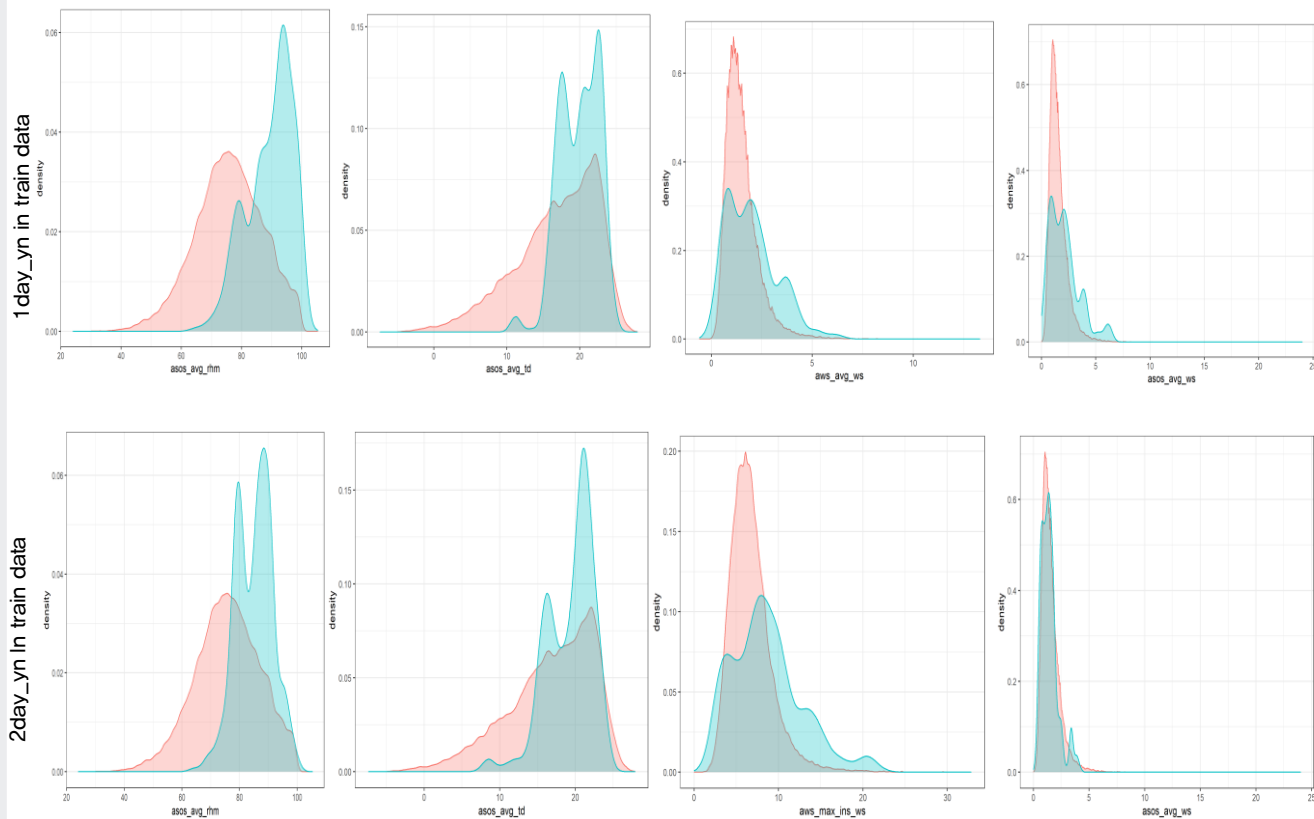 1day_yn in train data
density
0.06
0.04
0.02
0.00
20 40 60 80 100
asos_avg_rhm
density
0.15
0.10
0.05
0.00
0 10 20
asos_avg_td
density
0.6
0.4
0.2
0.0
0 5 10
aws_avg_ws
density
0.6
0.4
0.2
0.0
0 5 10 15 20 25
asos_avg_ws
2day_yn In train data
density
0.06
0.04
0.02
0.00
20 40 60 80 100
asos_avg_rhm
density
0.15
0.10
0.05
0.00
0 10 20
asos_avg_td
density
0.20
0.15
0.10
0.05
0.00
0 10 20 30
aws_max_ins_ws
density
0.6
0.4
0.2
0.0
0 5 10 15 20 25
asos_avg_ws